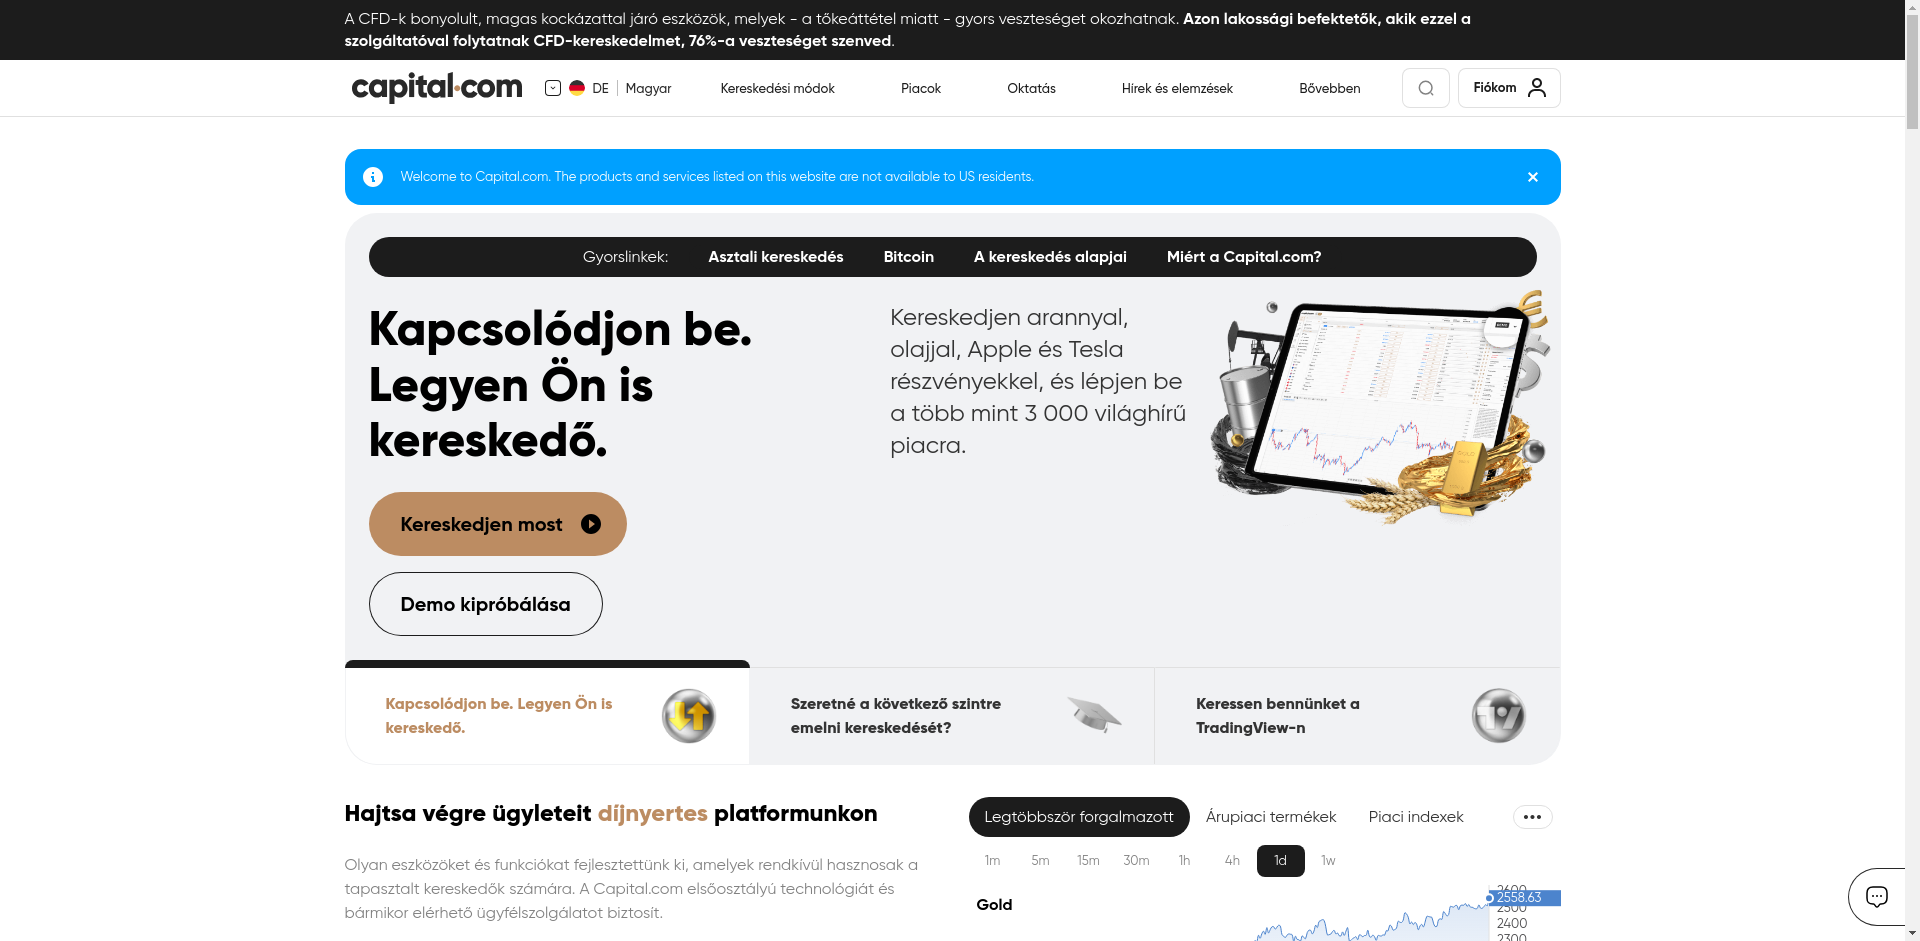 A CFD-k bonyolult, magas kockázattal járó eszközök, melyek - a tőkeáttétel miatt - gyors veszteséget okozhatnak. Azon lakossági befektetők, akik ezzel a
szolgáltatóval folytatnak CFD-kereskedelmet, 76%-a veszteséget szenved.
capital.com
DE
Magyar
Kereskedési módok
Piacok
Oktatás
Hírek és elemzések
Bővebben
Fiókom
Welcome to Capital.com. The products and services listed on this website are not available to US residents.
Gyorslinkek:
Asztali kereskedés
Bitcoin
A kereskedés alapjai
Miért a Capital.com?
Kapcsolódjon be.
Legyen Ön is
kereskedő.
Kereskedjen arannyal,
olajjal, Apple és Tesla
részvényekkel, és lépjen be
a több mint 3 000 világhírű
piacra.
Kereskedjen most
Demo kipróbálása
Kapcsolódjon be. Legyen Ön is
kereskedő.
Szeretné a következő szintre
emelni kereskedését?
Keressen bennünket a
TradingView-n
Hajtsa végre ügyleteit díjnyertes platformunkon
Olyan eszközöket és funkciókat fejlesztettünk ki, amelyek rendkívül hasznosak a
tapasztalt kereskedők számára. A Capital.com elsőosztályú technológiát és
bármikor elérhető ügyfélszolgálatot biztosít.
Legtöbbször forgalmazott
Árupiaci termékek
Piaci indexek
1m
5m
15m
30m
1h
4h
1d
1w
Gold
2600
2558.63
2500
2400
2300